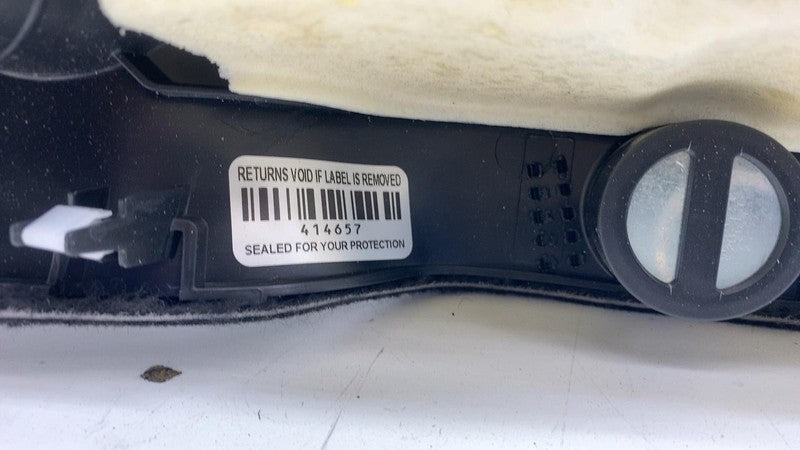 RETURNS VOID IF LABEL IS REMOVED
414657
SEALED FOR YOUR PROTECTION